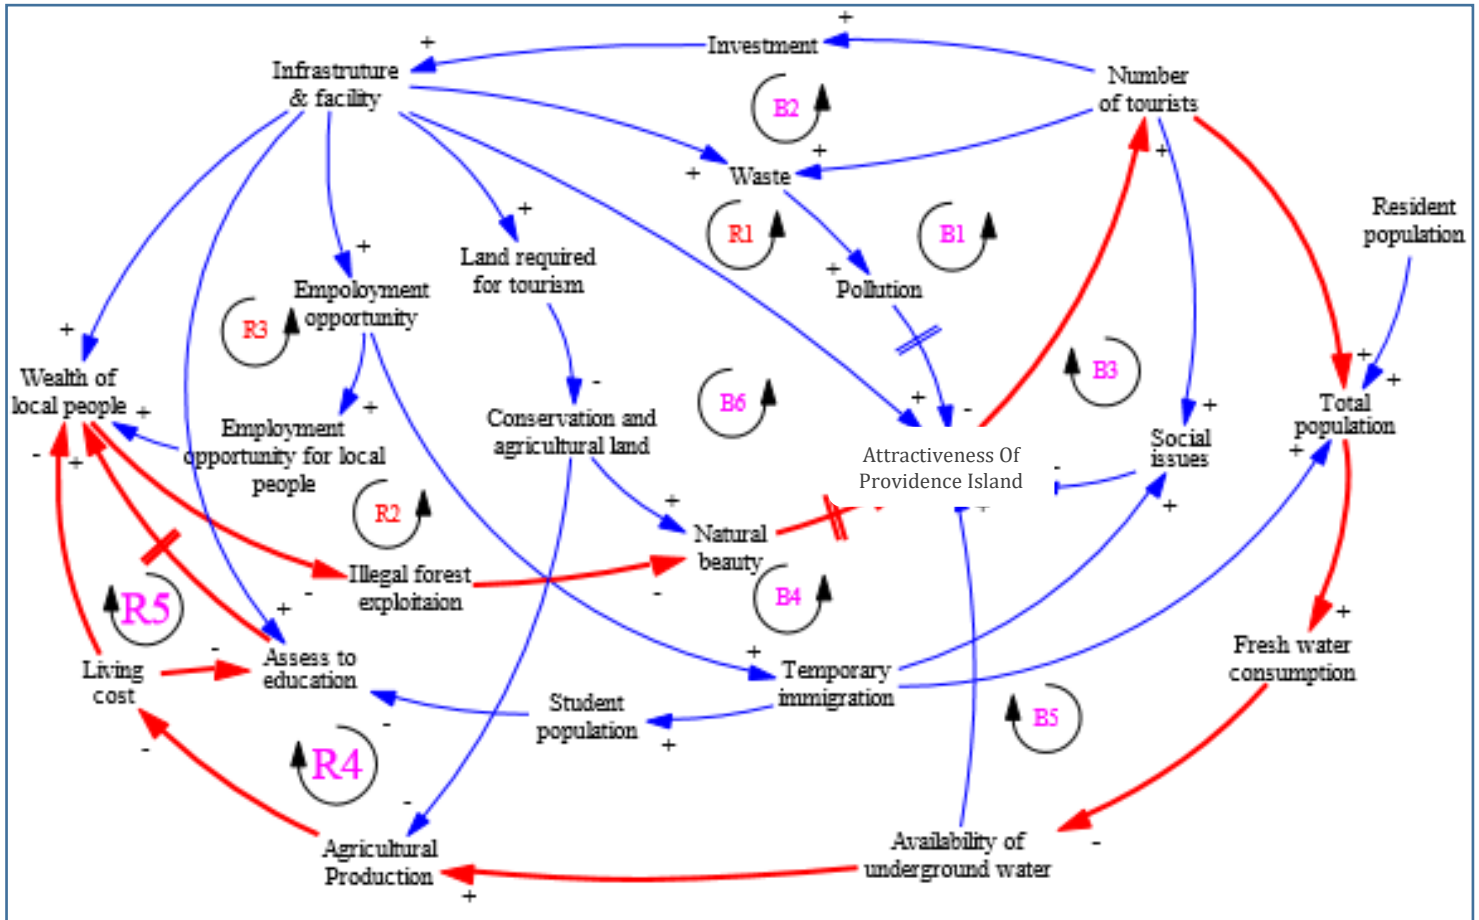 Investment
Infrastruture
& facility
Number
of tourists
B2
Waste
Resident
population
R1
B1
Land required
for tourism
Pollution
Empoloyment
opportunity
R3
Wealth of
local people
B6
B3
Conservation and
agricultural land
Total
population
Employment
opportunity for local
people
Attractiveness Of
Providence Island
Social
issues
R2
Natural
beauty
Illegal forest
exploitaion
B4
R5
Living
cost
Assess to
education
Temporary
immigration
Fresh water
consumption
Student
population
B5
R4
Agricultural
Production
Availability of
underground water
+
+
+
+
+
+
+
+
+
+
-
+
-
+
+
+
+
+
-
+
-
+
+
-
+
+
-
-
+
-
+
+
-
+
-
-
-
+